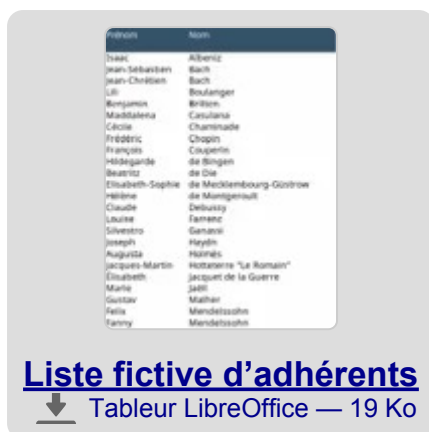 Prénom Nom
Isaac Albeniz
Jean-Sébastien Bach
Jean-Chrétien Bach
Lili Boulanger
Benjamin Britten
Maddalena Casulana
Cécile Chaminade
Frédéric Chopin
François Couperin
Hildegarde de Bingen
Beatritz de Die
Elisabeth-Sophie de Mecklembourg-Güstrow
Hélène de Montgeroult
Claude Debussy
Louise Farrenc
Silvestro Ganassi
Joseph Haydn
Augusta Holmès
Jacques-Martin Hotteterre "Le Romain"
Élisabeth Jacquet de la Guerre
Marie Jaëll
Gustav Malher
Felix Mendelssohn
Fanny Mendelssohn
Liste fictive d’adhérents
Tableur LibreOffice — 19 Ko